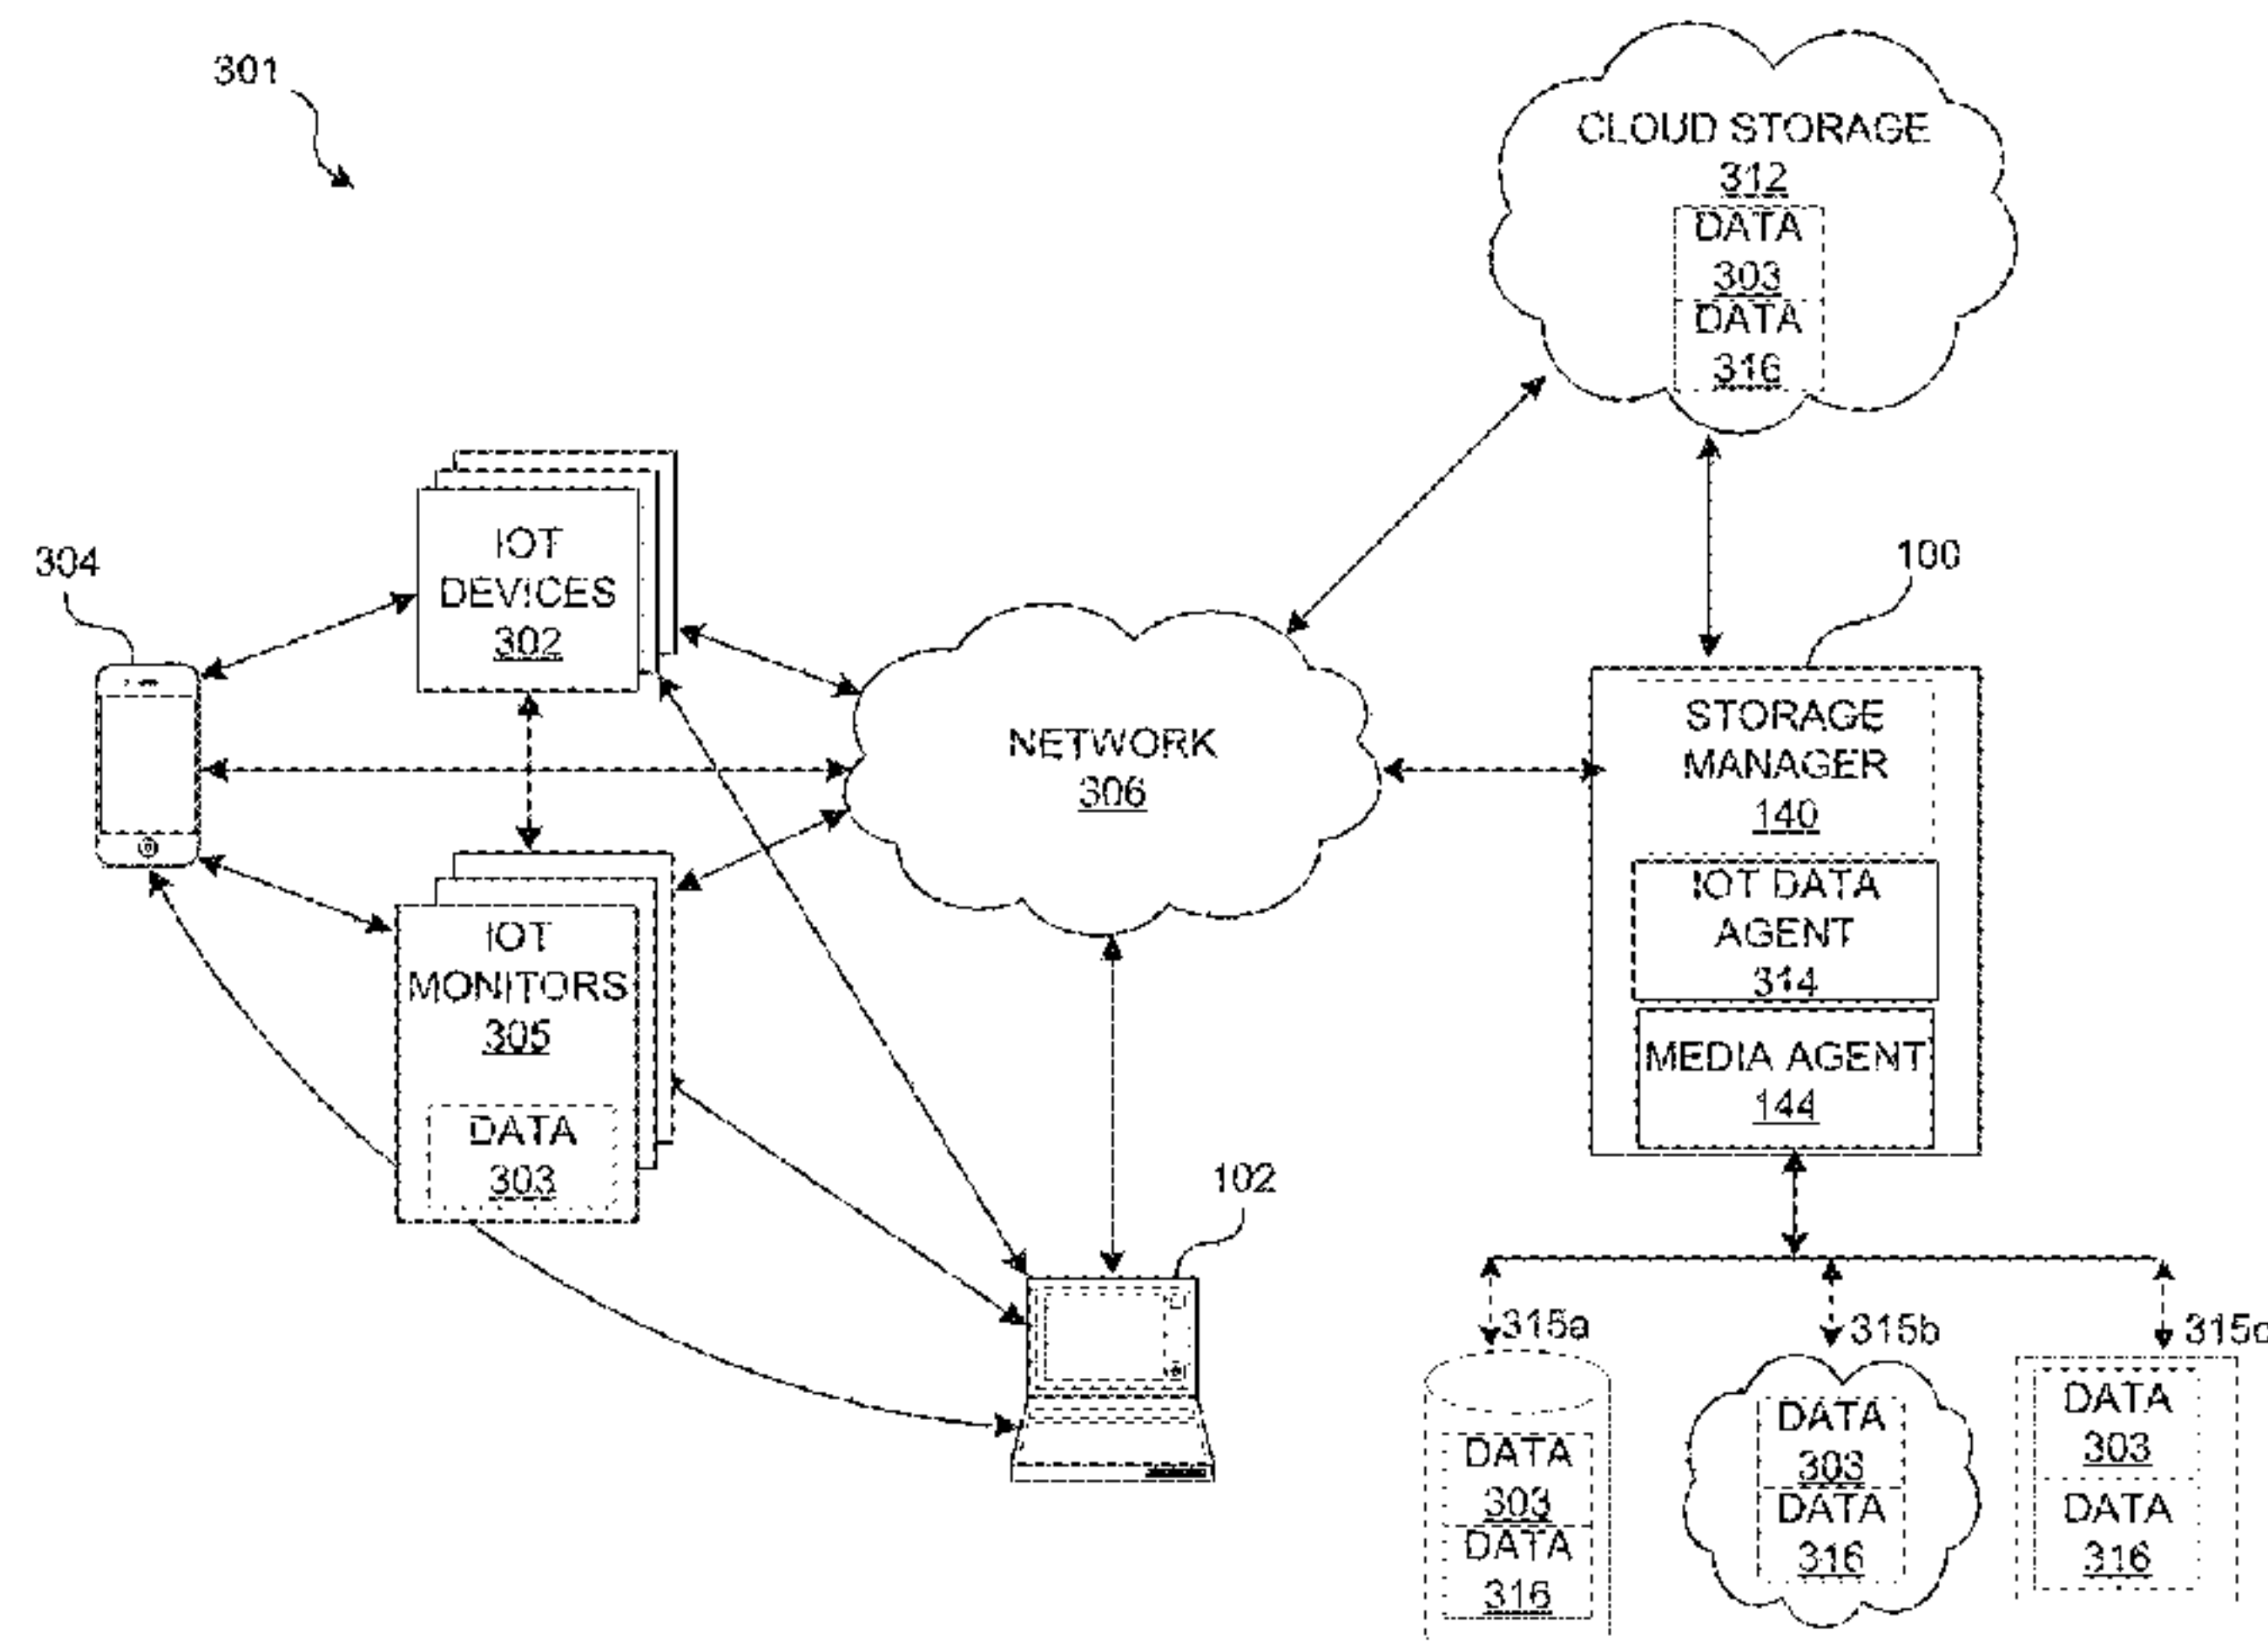 301
CLOUD STORAGE
312
DATA
303
DATA
316
IOT
DEVICES
302
304
100
NETWORK
306
STORAGE
MANAGER
140
IOT DATA
AGENT
314
MEDIA AGENT
144
IOT
MONITORS
305
DATA
303
102
315a
315b
315c
DATA
303
DATA
316
DATA
303
DATA
316
DATA
303
DATA
316